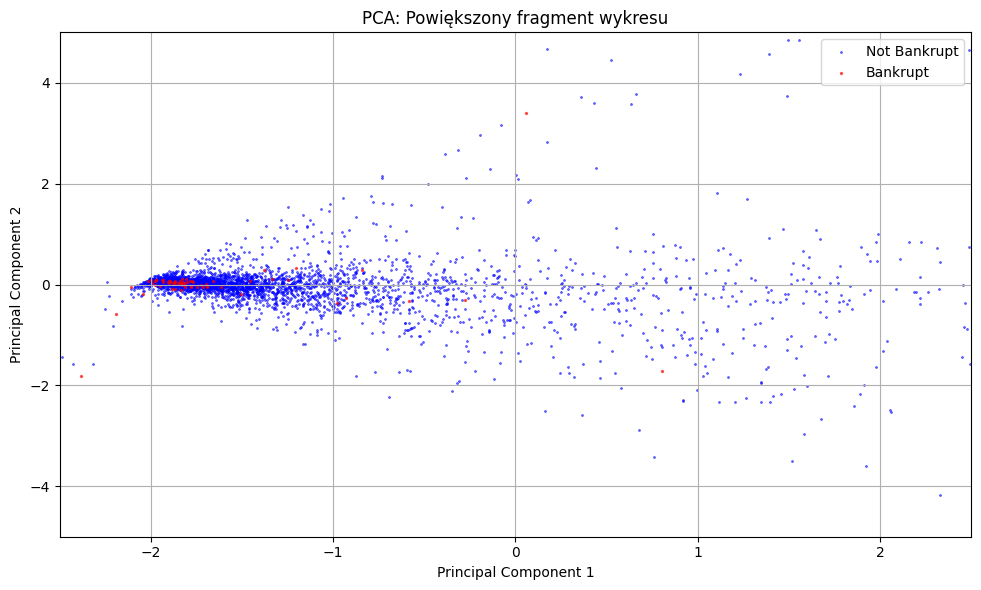 PCA: Powiększony fragment wykresu
Not Bankrupt
Bankrupt
4
2
0
−2
−4
Principal Component 2
−2
−1
0
1
2
Principal Component 1